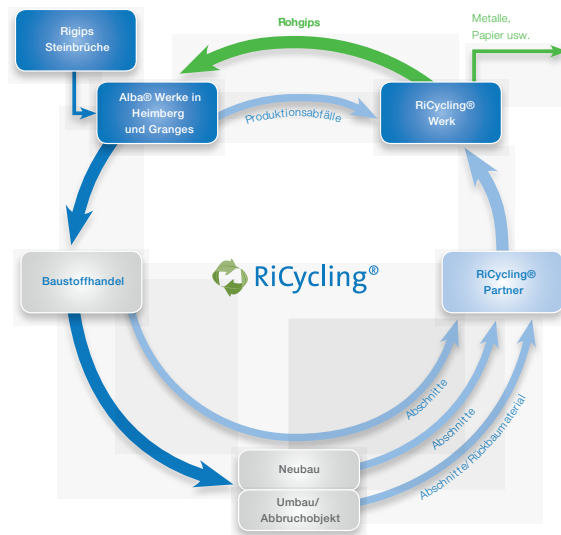 Rigips
Steinbrüche
Rohgips
Metalle,
Papier usw.
Alba® Werke in
Heimberg
und Granges
Produktionsabfälle
RiCycling®
Werk
Baustoffhandel
RiCycling®
RiCycling®
Partner
Abschnitte
Abschnitte
Abschnitte/Rückbaumaterial
Neubau
Umbau/
Abbruchobjekt